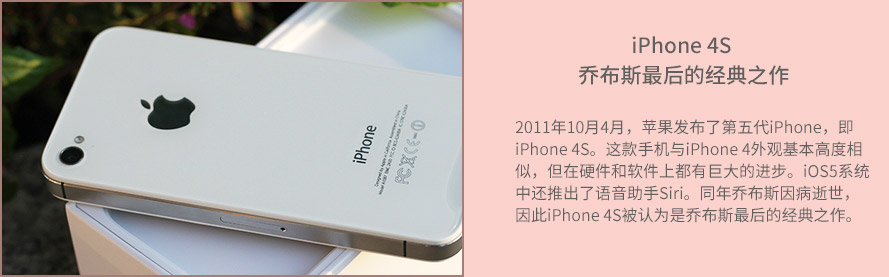 iPhone 4S
乔布斯最后的经典之作
2011年10月4月，苹果发布了第五代iPhone，即
iPhone 4S。这款手机与iPhone 4外观基本高度相
似，但在硬件和软件上都有巨大的进步。iOS5系统
中还推出了语音助手Siri。同年乔布斯因病逝世，
因此iPhone 4S被认为是乔布斯最后的经典之作。
iPhone